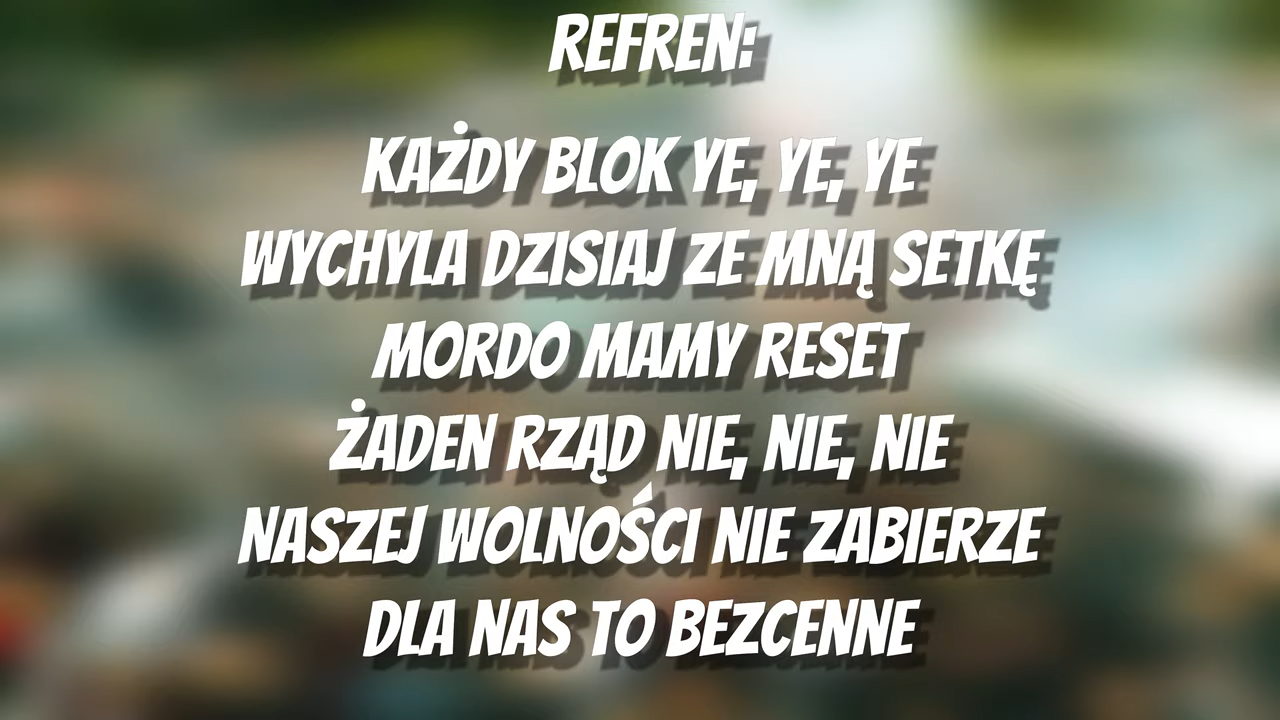 REFREN:
KAŻDY BLOK YE, YE, YE
WYCHYLA DZISIAJ ZE MNĄ SETKĘ
MORDO MAMY RESET
ŻADEN RZĄD NIE, NIE, NIE
NASZEJ WOLNOŚCI NIE ZABIERZE
DLA NAS TO BEZCENNE